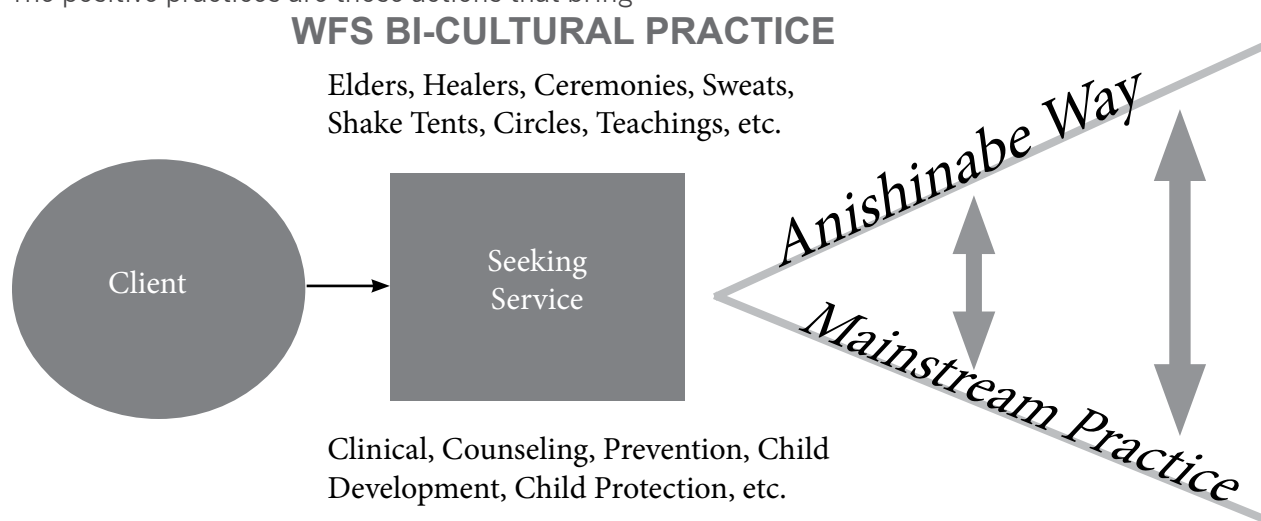 The positive practices are those actions that bring
WFS BI-CULTURAL PRACTICE
Elders, Healers, Ceremonies, Sweats,
Shake Tents, Circles, Teachings, etc.
Client
Seeking
Service
Anishinabe Way
Mainstream Practice
Clinical, Counseling, Prevention, Child
Development, Child Protection, etc.